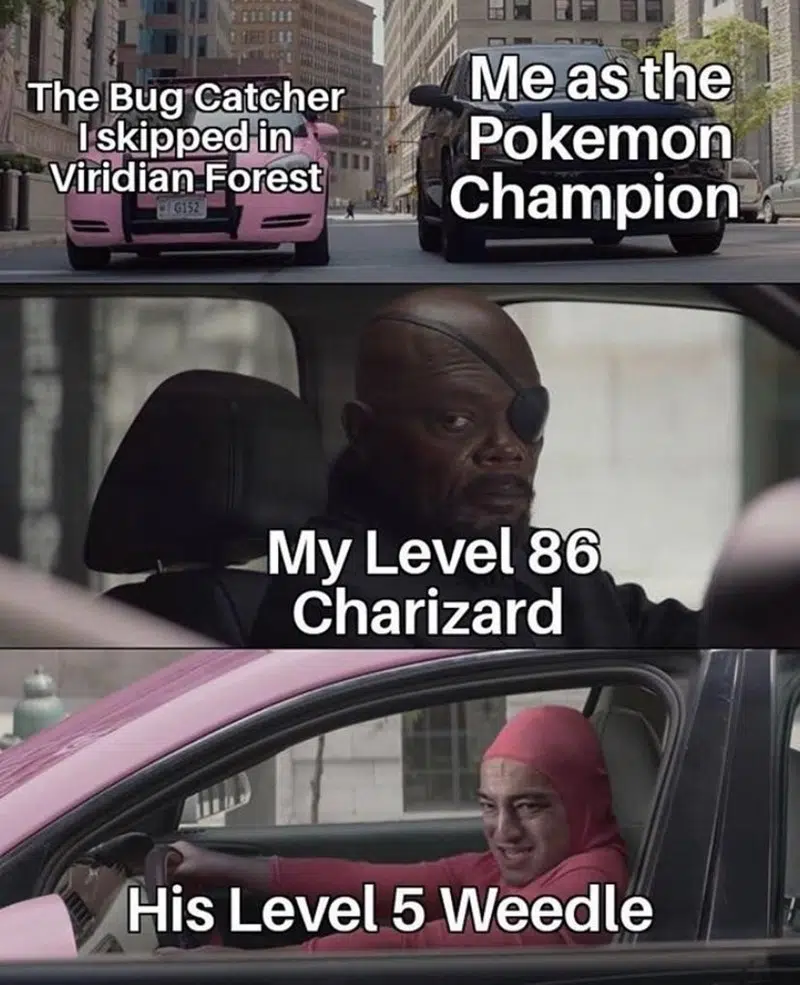 The Bug Catcher
I skipped in
Viridian Forest
Me as the
Pokemon
Champion
G152
My Level 86
Charizard
His Level 5 Weedle